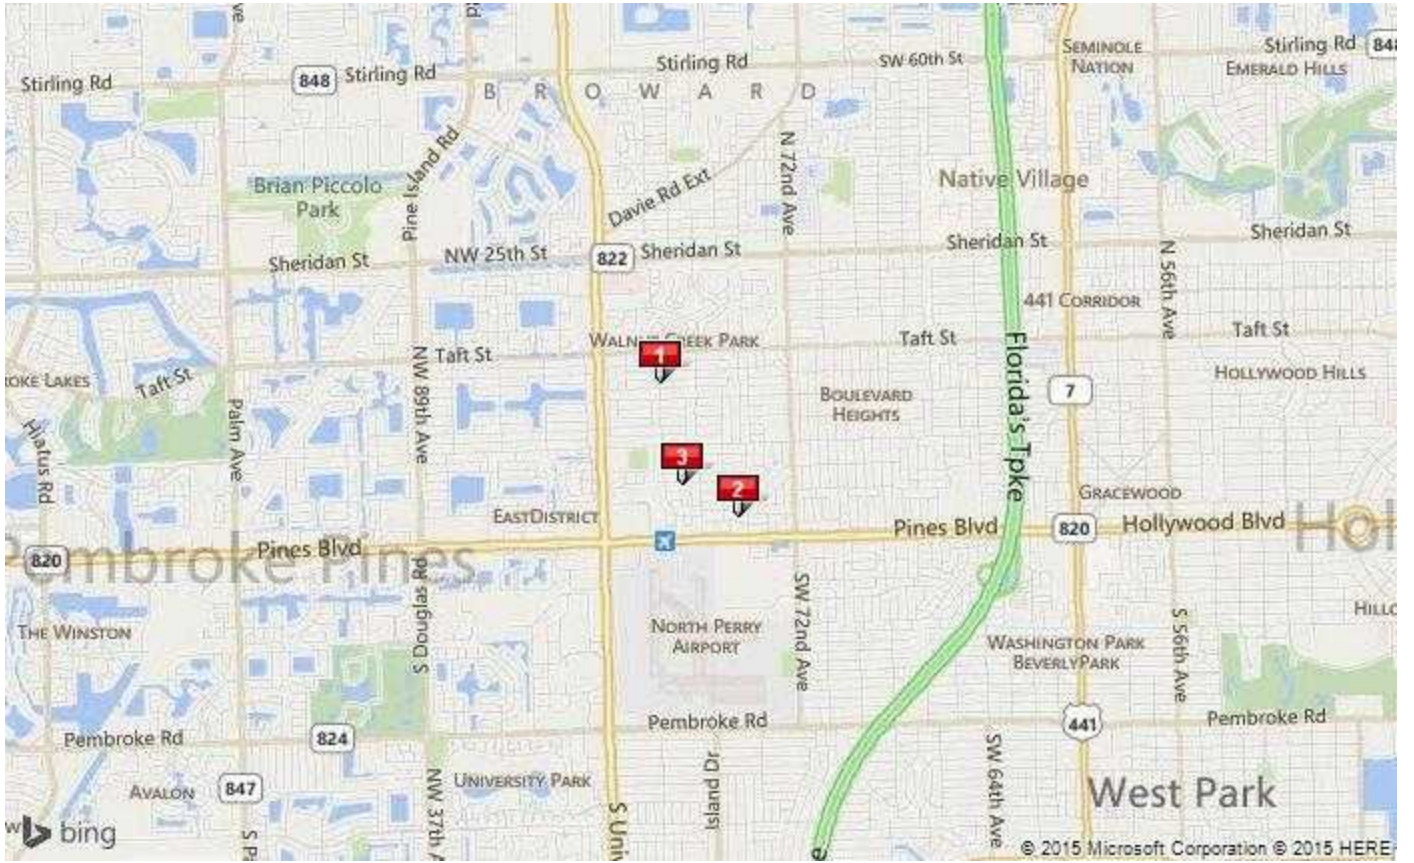 Stirling Rd
848
Stirling Rd
Stirling Rd
SW 60th St
SEMINOLE
NATION
Stirling Rd
EMERALD HILLS
BROWARD
Pine Island Rd
N 72nd Ave
Davie Rd Ext
Brian Piccolo
Park
Native Village
Sheridan St
NW 25th St
822
Sheridan St
Sheridan St
Sheridan St
N 56th Ave
441 CORRIDOR
Taft St
Taft St
Taft St
Taft St
1
Florida's Tpke
HOLLYWOOD HILLS
7
BOULEVARD
HEIGHTS
NW 89th Ave
Palm Ave
Hiatus Rd
3
2
GRACEWOOD
EASTDISTRICT
820
Pines Blvd
Pines Blvd
820
Hollywood Blvd
S Douglas Rd
SW 72nd Ave
THE WINSTON
NORTH PERRY
AIRPORT
WASHINGTON PARK
BEVERLYPARK
S 56th Ave
Pembroke Rd
824
Pembroke Rd
441
Pembroke Rd
AVALON
847
UNIVERSITY PARK
Island Dr
SW 64th Ave
West Park
bing
© 2015 Microsoft Corporation © 2015 HERE